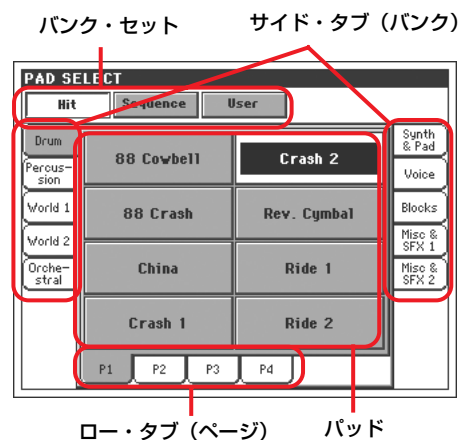 バンク・セット
サイド・タブ（バンク）
PAD SELECT
Hit
Sequence
User
Drum
Percus-
sion
World 1
World 2
Orche-
stral
88 Cowbell
Crash 2
88 Crash
Rev. Cymbal
China
Ride 1
Crash 1
Ride 2
Synth
& Pad
Voice
Blocks
Misc &
SFX 1
Misc &
SFX 2
P1
P2
P3
P4
ロー・タブ（ページ）
パッド